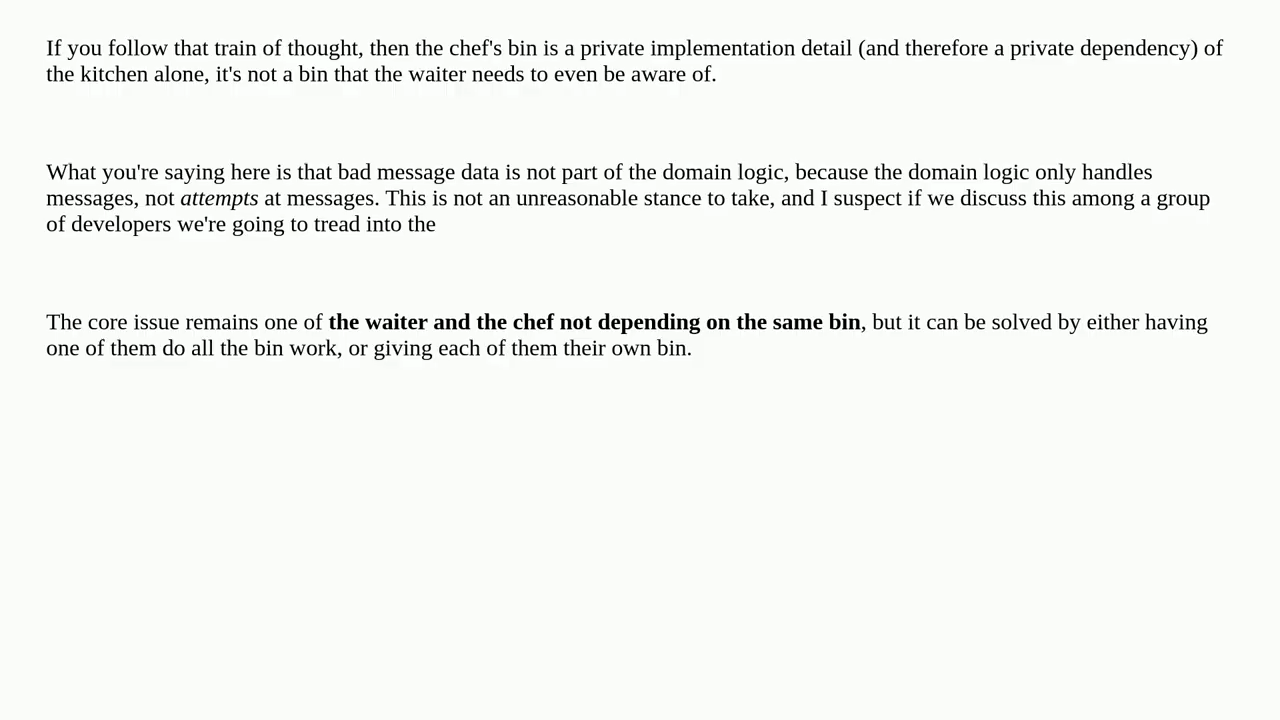 If you follow that train of thought, then the chef's bin is a private implementation detail (and therefore a private dependency) of
the kitchen alone, it's not a bin that the waiter needs to even be aware of.
What you're saying here is that bad message data is not part of the domain logic, because the domain logic only handles
messages, not attempts at messages. This is not an unreasonable stance to take, and I suspect if we discuss this among a group
of developers we're going to tread into the
The core issue remains one of the waiter and the chef not depending on the same bin, but it can be solved by either having
one of them do all the bin work, or giving each of them their own bin.